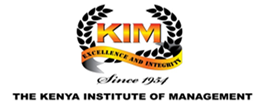 KIM
EXCELLENCE AND INTEGRITY
Since 1954
THE KENYA INSTITUTE OF MANAGEMENT